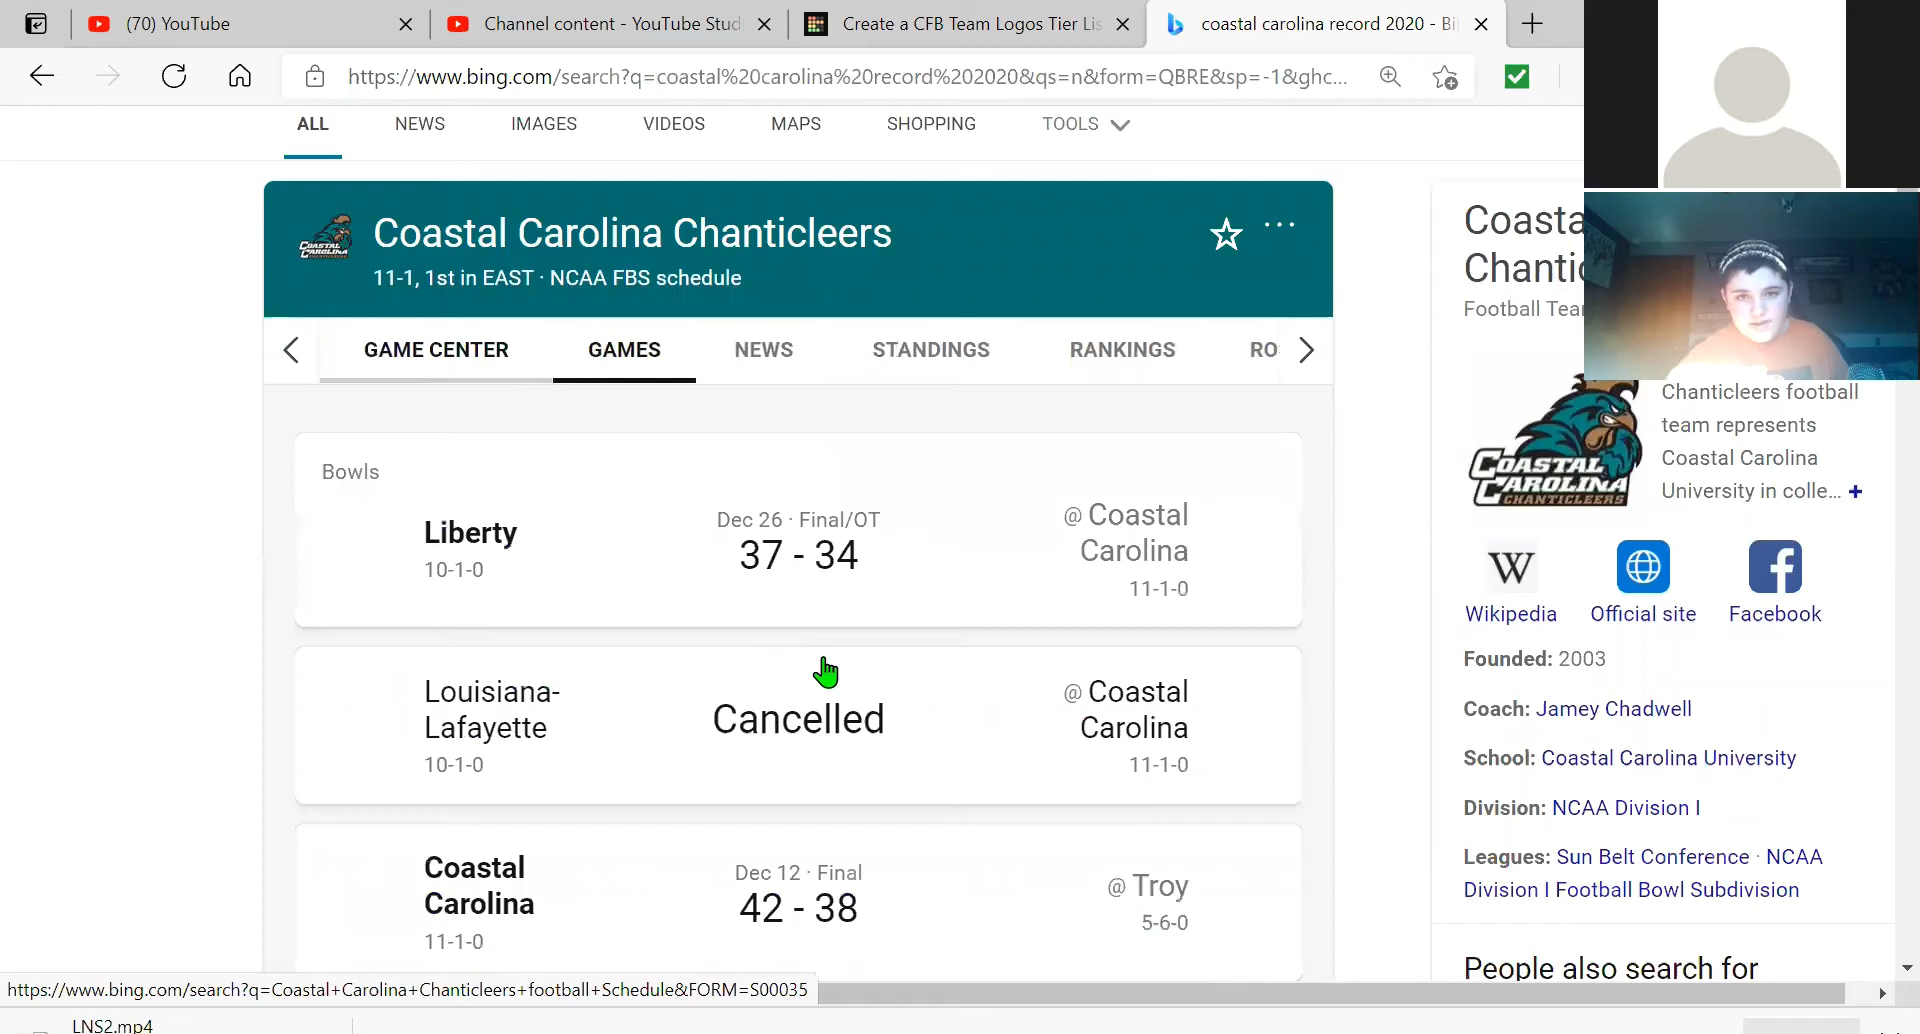 (70) YouTube
Channel content - YouTube Stud
Create a CFB Team Logos Tier Lis
coastal carolina record 2020 - Bi
https://www.bing.com/search?q=coastal%20carolina%20record%202020&qs=n&form=QBRE&sp=-1&ghc...
ALL NEWS IMAGES VIDEOS MAPS SHOPPING TOOLS
COASTAL
CAROLINA
Coastal Carolina Chanticleers
11-1, 1st in EAST · NCAA FBS schedule
GAME CENTER GAMES NEWS STANDINGS RANKINGS RO
Bowls
Liberty
10-1-0
Dec 26 · Final/OT
37 - 34
@ Coastal
Carolina
11-1-0
Louisiana-
Lafayette
10-1-0
Cancelled
@ Coastal
Carolina
11-1-0
Coastal
Carolina
11-1-0
Dec 12 · Final
42 - 38
@ Troy
5-6-0
Coasta
Chantic
Football Tea
COASTAL
CAROLINA
CHANTICLEERS
Chanticleers football
team represents
Coastal Carolina
University in colle... +
W
Wikipedia
Official site
f
Facebook
Founded: 2003
Coach: Jamey Chadwell
School: Coastal Carolina University
Division: NCAA Division I
Leagues: Sun Belt Conference · NCAA
Division I Football Bowl Subdivision
People also search for
https://www.bing.com/search?q=Coastal+Carolina+Chanticleers+football+Schedule&FORM=S00035
LNS2.mp4